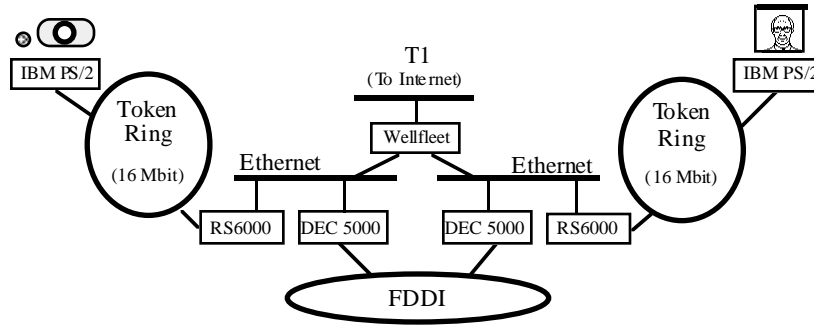 T1
(To Internet)
IBM PS/2
IBM PS/2
Token
Ring
(16 Mbit)
Token
Ring
(16 Mbit)
Wellfleet
Ethernet
Ethernet
RS6000
DEC 5000
DEC 5000
RS6000
FDDI